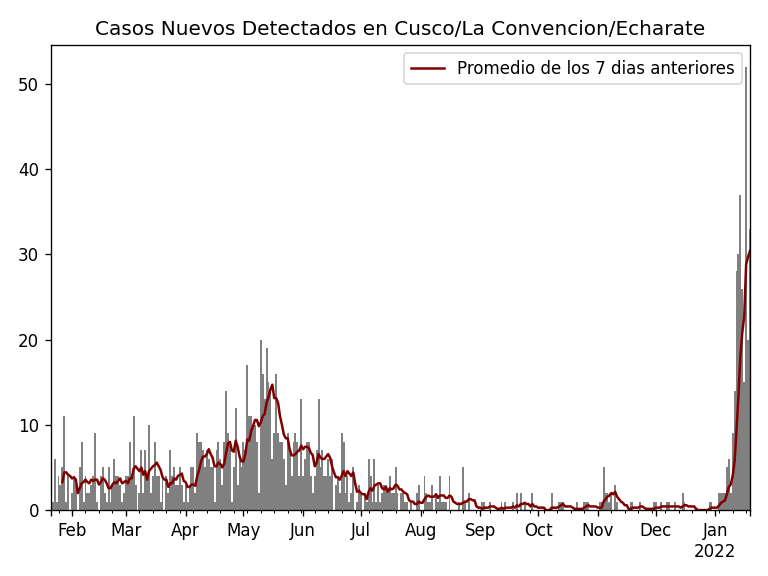 Casos Nuevos Detectados en Cusco/La Convencion/Echarate
Promedio de los 7 dias anteriores
50
40
30
20
10
0
Feb Mar Apr May Jun Jul Aug Sep Oct Nov Dec Jan
2022